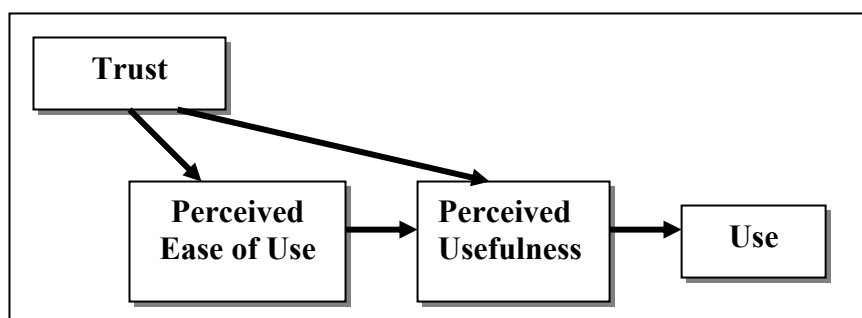 Trust
Perceived
Ease of Use
Perceived
Usefulness
Use